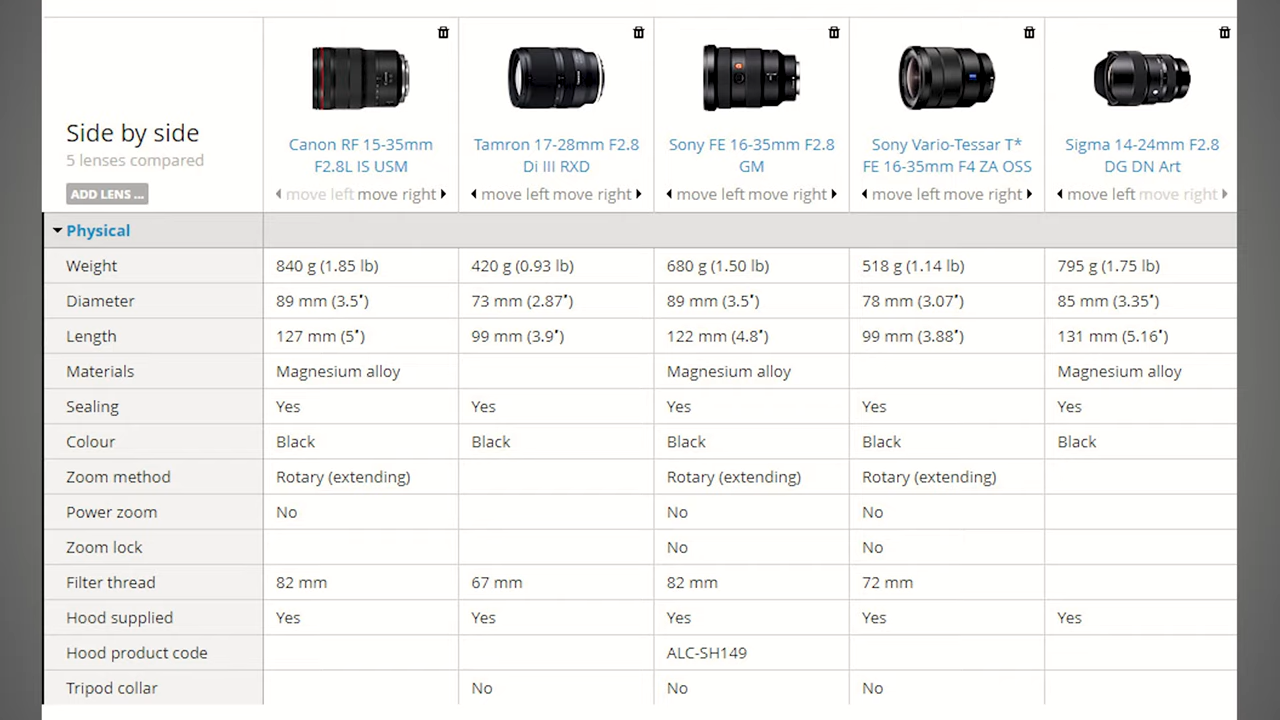 Side by side
5 lenses compared
ADD LENS ...
Canon RF 15-35mm
F2.8L IS USM
move left move right
Tamron 17-28mm F2.8
Di III RXD
move left move right
Sony FE 16-35mm F2.8
GM
move left move right
Sony Vario-Tessar T*
FE 16-35mm F4 ZA OSS
move left move right
Sigma 14-24mm F2.8
DG DN Art
move left move right
Physical
Weight 840 g (1.85 lb) 420 g (0.93 lb) 680 g (1.50 lb) 518 g (1.14 lb) 795 g (1.75 lb)
Diameter 89 mm (3.5″) 73 mm (2.87″) 89 mm (3.5″) 78 mm (3.07″) 85 mm (3.35″)
Length 127 mm (5″) 99 mm (3.9″) 122 mm (4.8″) 99 mm (3.88″) 131 mm (5.16″)
Materials Magnesium alloy Magnesium alloy Magnesium alloy
Sealing Yes Yes Yes Yes Yes
Colour Black Black Black Black Black
Zoom method Rotary (extending) Rotary (extending) Rotary (extending)
Power zoom No No No
Zoom lock No No
Filter thread 82 mm 67 mm 82 mm 72 mm
Hood supplied Yes Yes Yes Yes Yes
Hood product code ALC-SH149
Tripod collar No No No